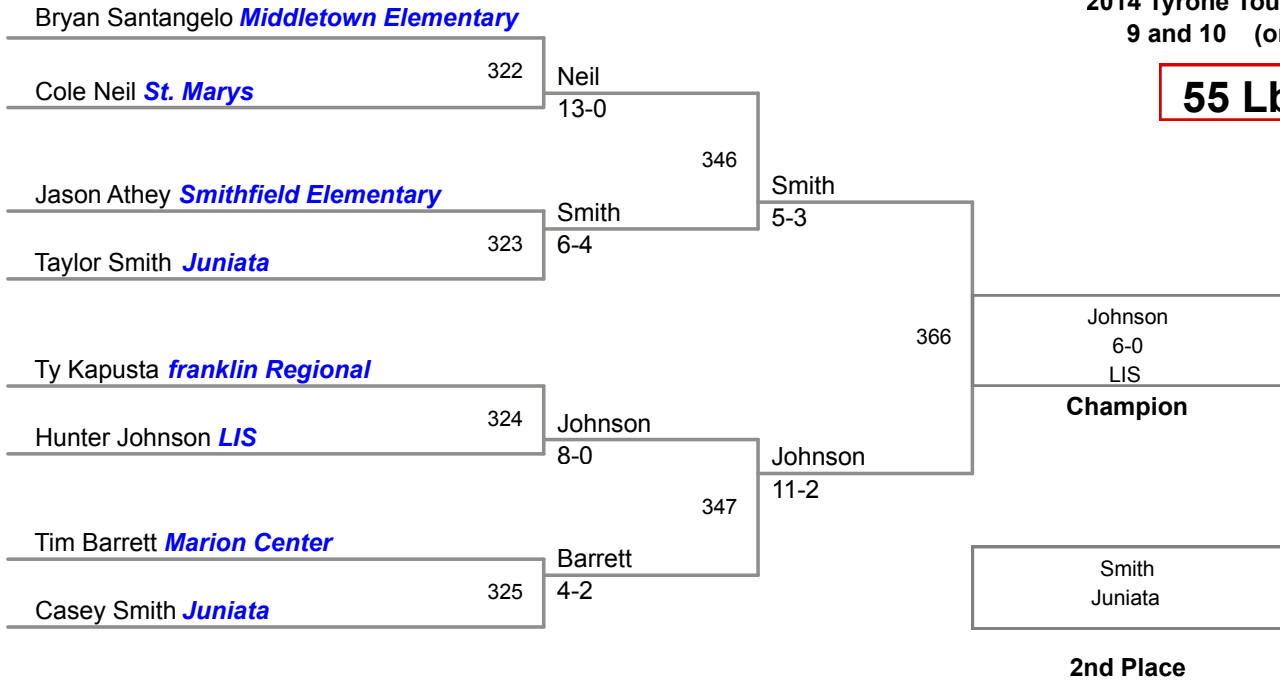 2014 Tyrone
9 and 10
55
Bryan Santangelo Middletown Elementary
322
Cole Neil St. Marys
Neil
13-0
346
Jason Athey Smithfield Elementary
323
Taylor Smith Juniata
Smith
6-4
Smith
5-3
366
Ty Kapusta franklin Regional
324
Hunter Johnson LIS
Johnson
8-0
347
Tim Barrett Marion Center
325
Casey Smith Juniata
Barrett
4-2
Johnson
11-2
Johnson
6-0
LIS
Champion
Smith
Juniata
2nd Place